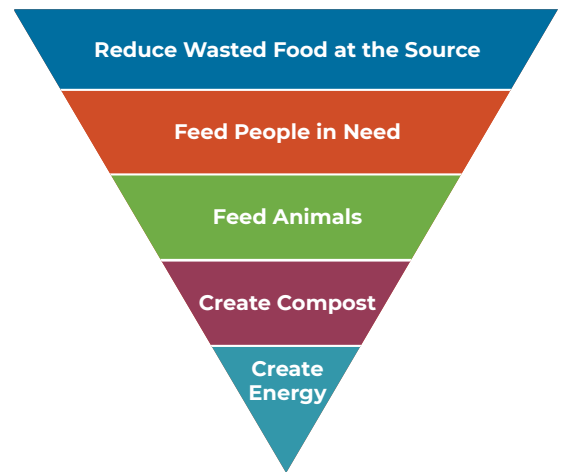 Reduce Wasted Food at the Source
Feed People in Need
Feed Animals
Create Compost
Create
Energy